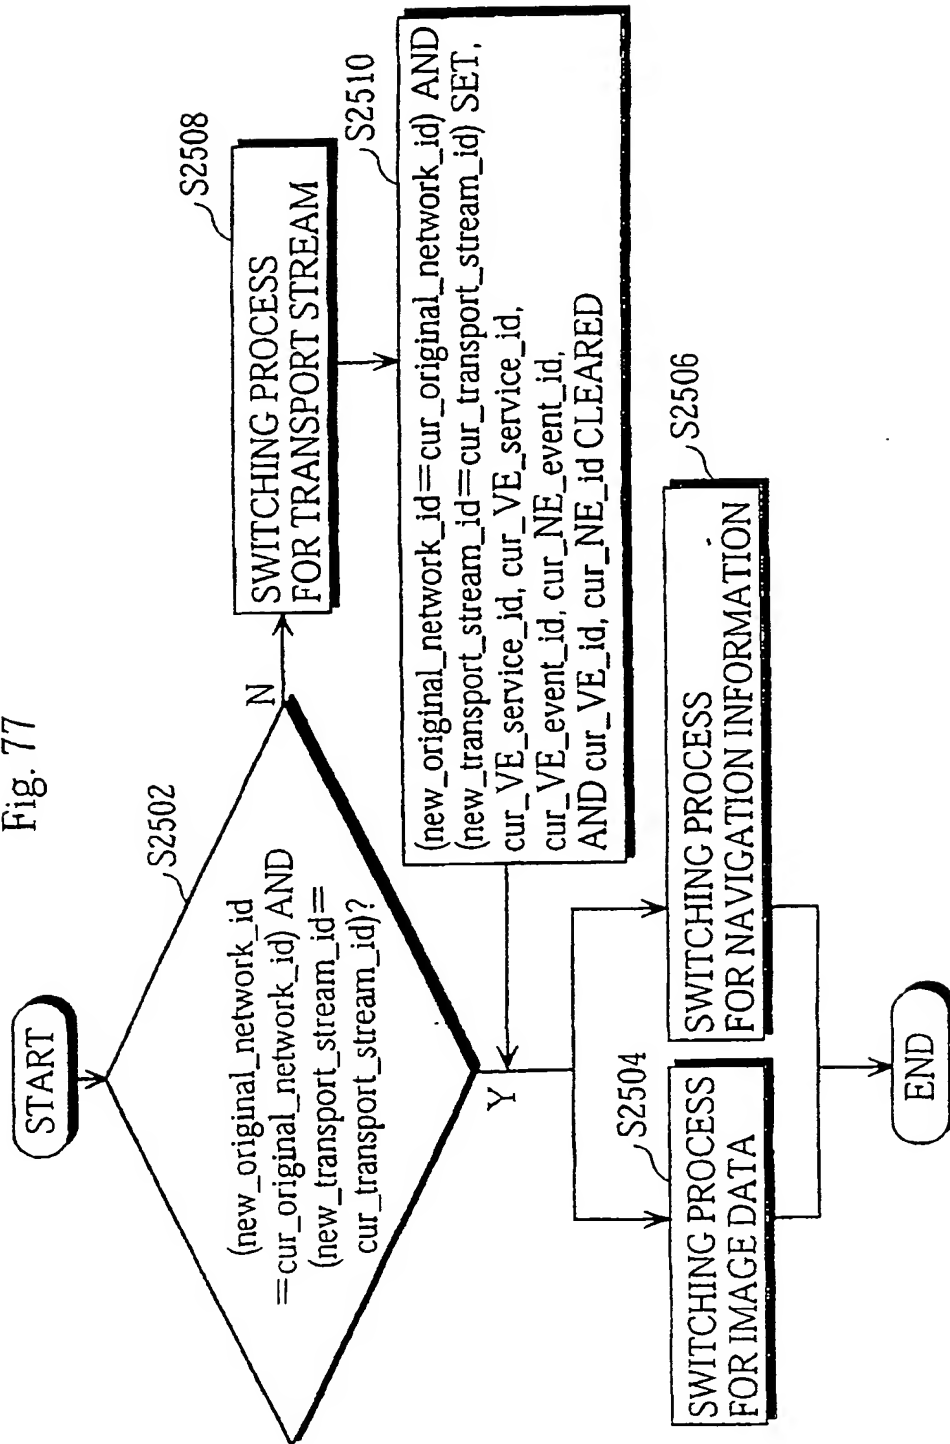 Fig. 77
START
S2502
(new_original_network_id
=cur_original_network_id) AND
(new_transport_stream_id=
cur_transport_stream_id)?
N
S2508
SWITCHING PROCESS
FOR TRANSPORT STREAM
S2510
(new_original_network_id=cur_original_network_id) AND
(new_transport_stream_id=cur_transport_stream_id) SET,
cur_VE_service_id, cur_VE_service_id,
cur_VE_event_id, cur_NE_event_id,
AND cur_VE_id, cur_NE_id CLEARED
Y
S2504
SWITCHING PROCESS
FOR IMAGE DATA
S2506
SWITCHING PROCESS
FOR NAVIGATION INFORMATION
END